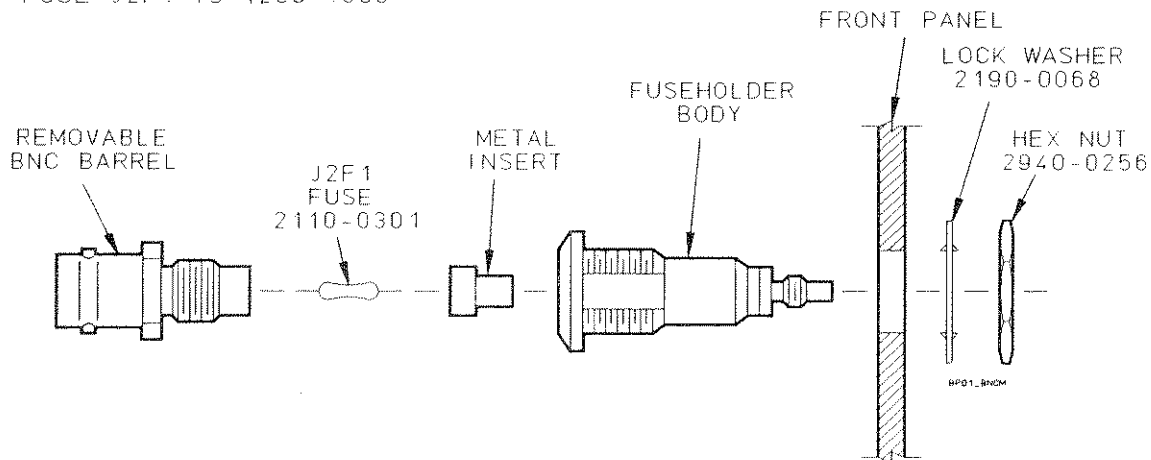 FRONT PANEL
LOCK WASHER
2190-0068
FUSEHOLDER
BODY
REMOVABLE
BNC BARREL
METAL
INSERT
HEX NUT
2940-0256
J2F1
FUSE
2110-0301